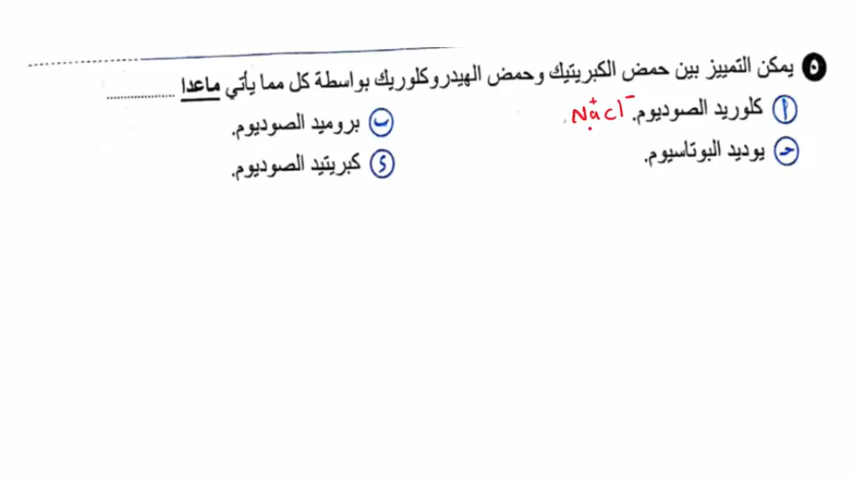 ٥ يمكن التمييز بين حمض الكبريتيك وحمض الهيدروكلوريك بواسطة كل مما يأتي ماعدا ...................
أ كلوريد الصوديوم. Na+ Cl-
ب بروميد الصوديوم.
حـ يوديد البوتاسيوم.
د كبريتيد الصوديوم.